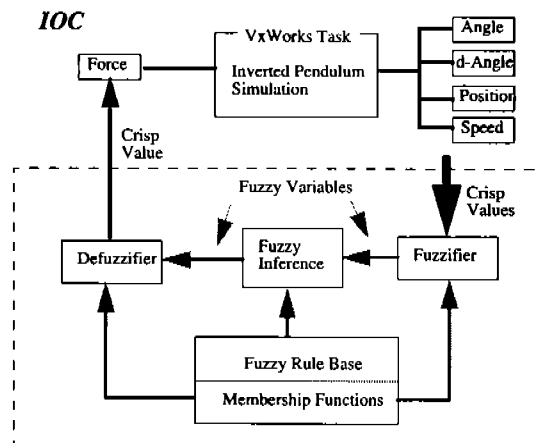 IOC
VxWorks Task
Inverted Pendulum
Simulation
Force
Angle
d-Angle
Position
Speed
Crisp
Value
Fuzzy Variables
Crisp
Values
Defuzzifier
Fuzzy
Inference
Fuzzifier
Fuzzy Rule Base
Membership Functions